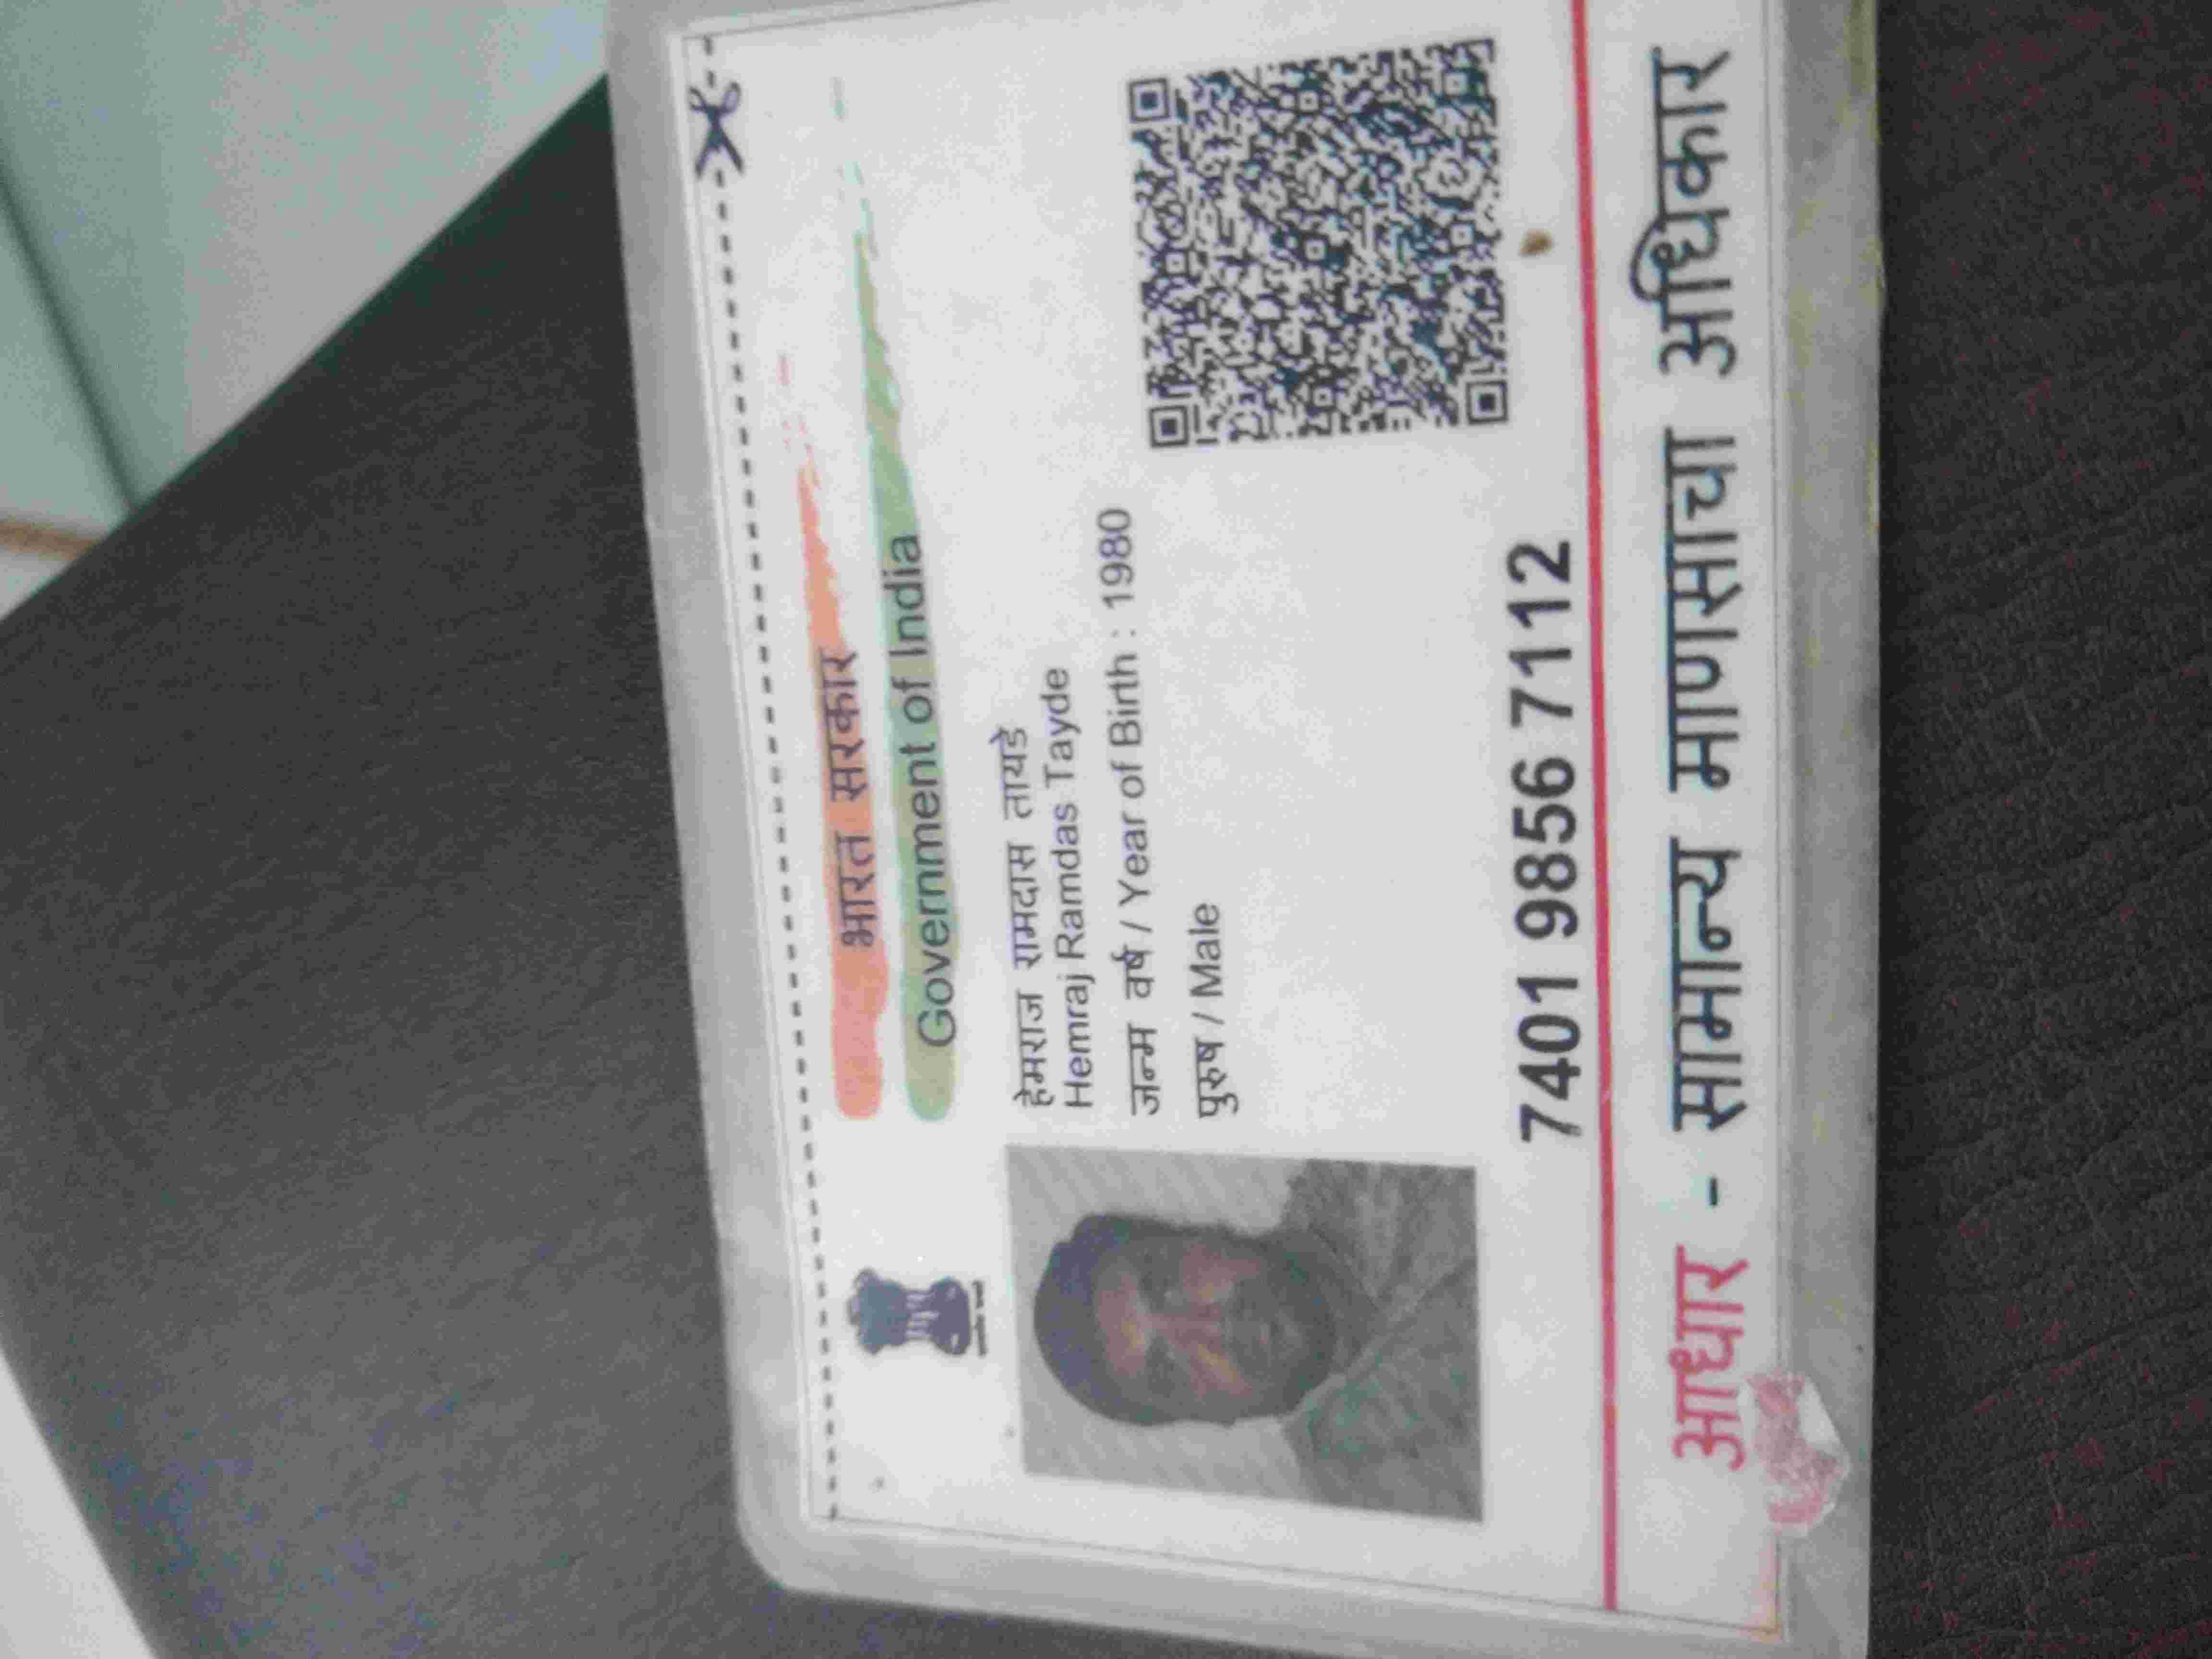 भारत सरकार
Government of India
हेमराज रामदास तायडे
Hemraj Ramdas Tayde
जन्म वर्ष / Year of Birth : 1980
पुरुष / Male
7401 9856 7112
आधार - सामान्य माणसाचा अधिकार